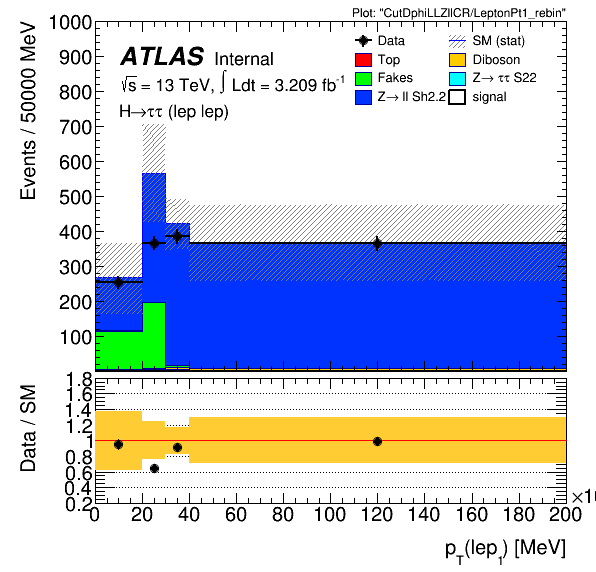 Plot: "CutDphiLLZllCR/LeptonPt1_rebin"
ATLAS Internal
√s = 13 TeV, ∫ Ldt = 3.209 fb⁻¹
H→ττ (lep lep)
Data
SM (stat)
Top
Diboson
Fakes
Z→ ττ S22
Z→ ll Sh2.2
signal
Events / 50000 MeV
1000
900
800
700
600
500
400
300
200
100
Data / SM
1.8
1.6
1.4
1.2
1
0.8
0.6
0.4
0.2
0 20 40 60 80 100 120 140 160 180 200
×10
p_T(lep_1) [MeV]